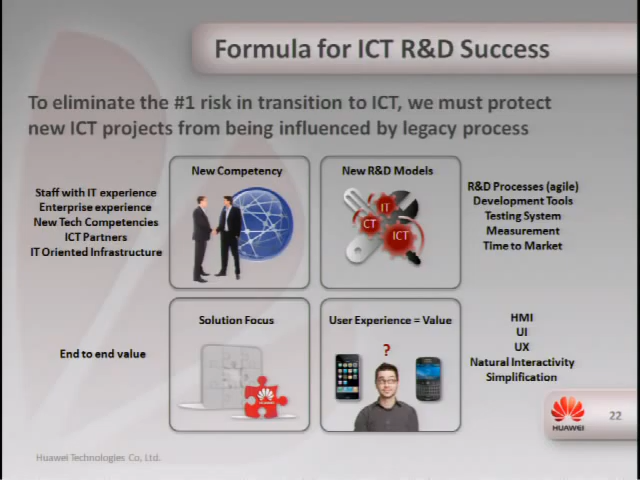 Formula for ICT R&D Success
To eliminate the #1 risk in transition to ICT, we must protect
new ICT projects from being influenced by legacy process
Staff with IT experience
Enterprise experience
New Tech Competencies
ICT Partners
IT Oriented Infrastructure
New Competency
New R&D Models
IT
CT
ICT
R&D Processes (agile)
Development Tools
Testing System
Measurement
Time to Market
End to end value
Solution Focus
User Experience = Value
?
HMI
UI
UX
Natural Interactivity
Simplification
HUAWEI
22
Huawei Technologies Co, Ltd.